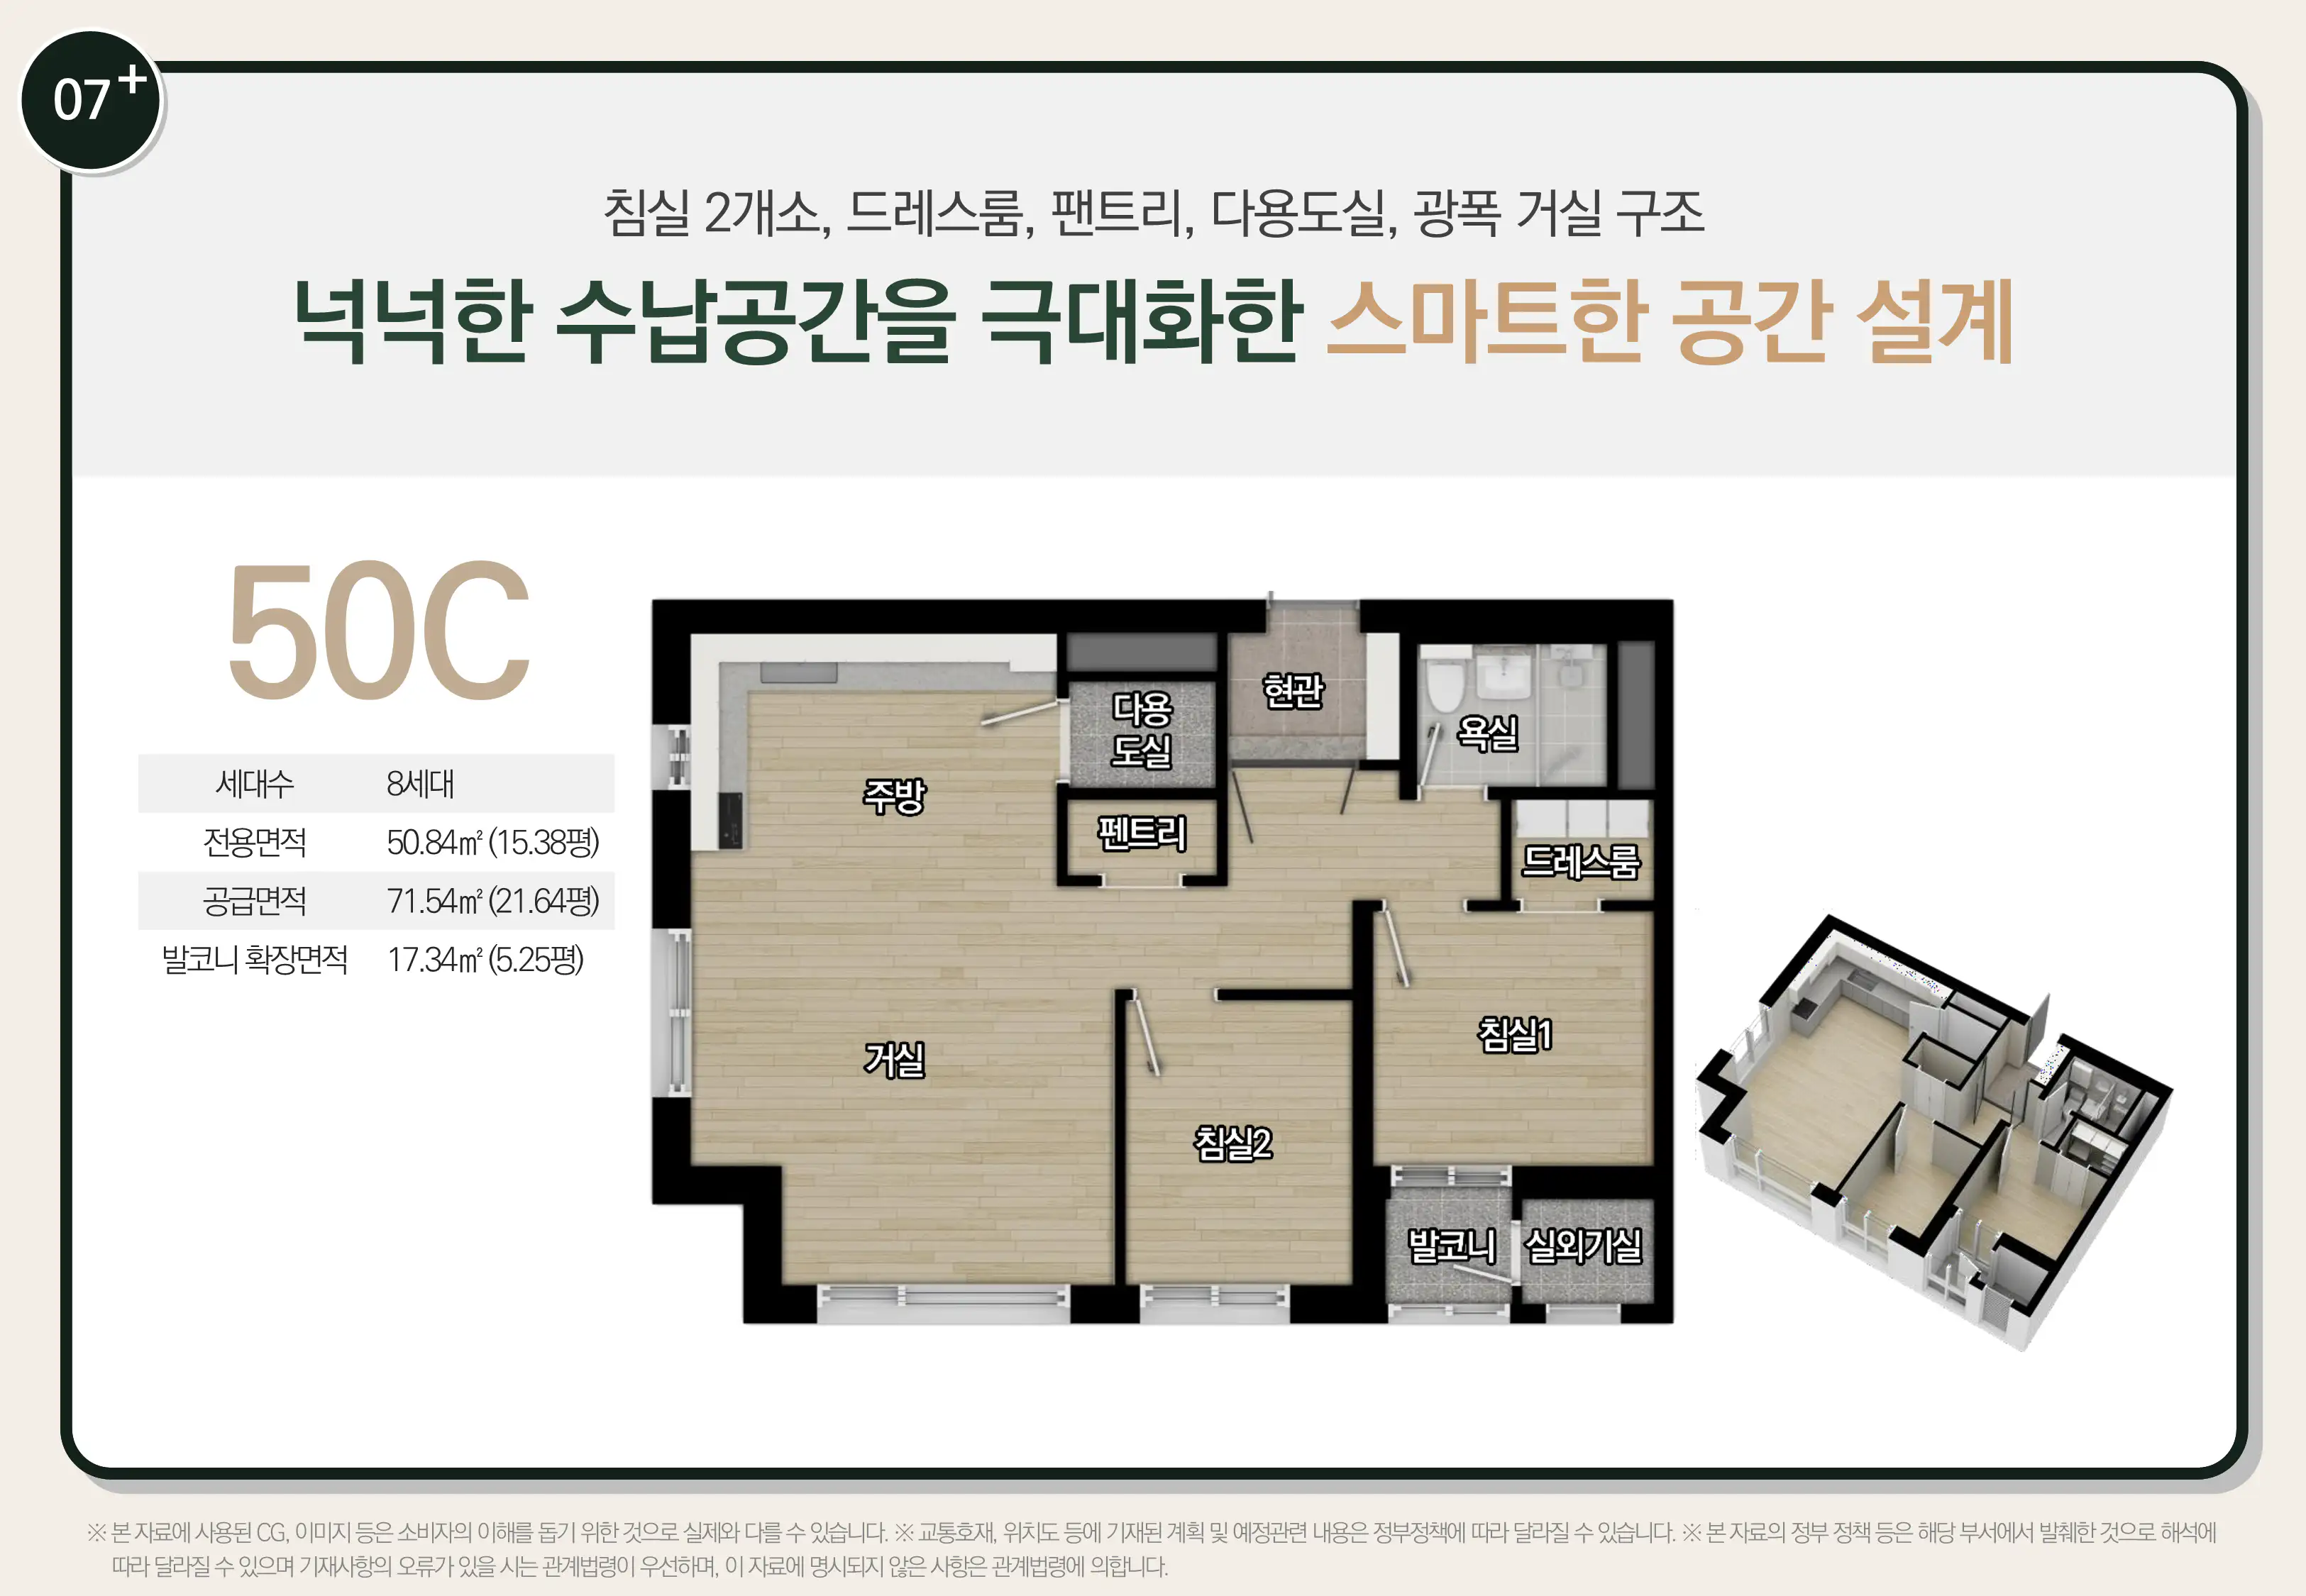 07+
침실 2개소, 드레스룸, 팬트리, 다용도실, 광폭 거실 구조
넉넉한 수납공간을 극대화한 스마트한 공간 설계
50C
세대수 8세대
전용면적 50.84㎡ (15.38평)
공급면적 71.54㎡ (21.64평)
발코니 확장면적 17.34㎡ (5.25평)
현관
다용
도실
욕실
주방
펜트리
드레스룸
침실1
거실
침실2
발코니
실외기실
※ 본 자료에 사용된 CG, 이미지 등은 소비자의 이해를 돕기 위한 것으로 실제와 다를 수 있습니다. ※ 교통호재, 위치도 등에 기재된 계획 및 예정관련 내용은 정부정책에 따라 달라질 수 있습니다. ※ 본 자료의 정부 정책 등은 해당 부서에서 발췌한 것으로 해석에
따라 달라질 수 있으며 기재사항의 오류가 있을 시는 관계법령이 우선하며, 이 자료에 명시되지 않은 사항은 관계법령에 의합니다.